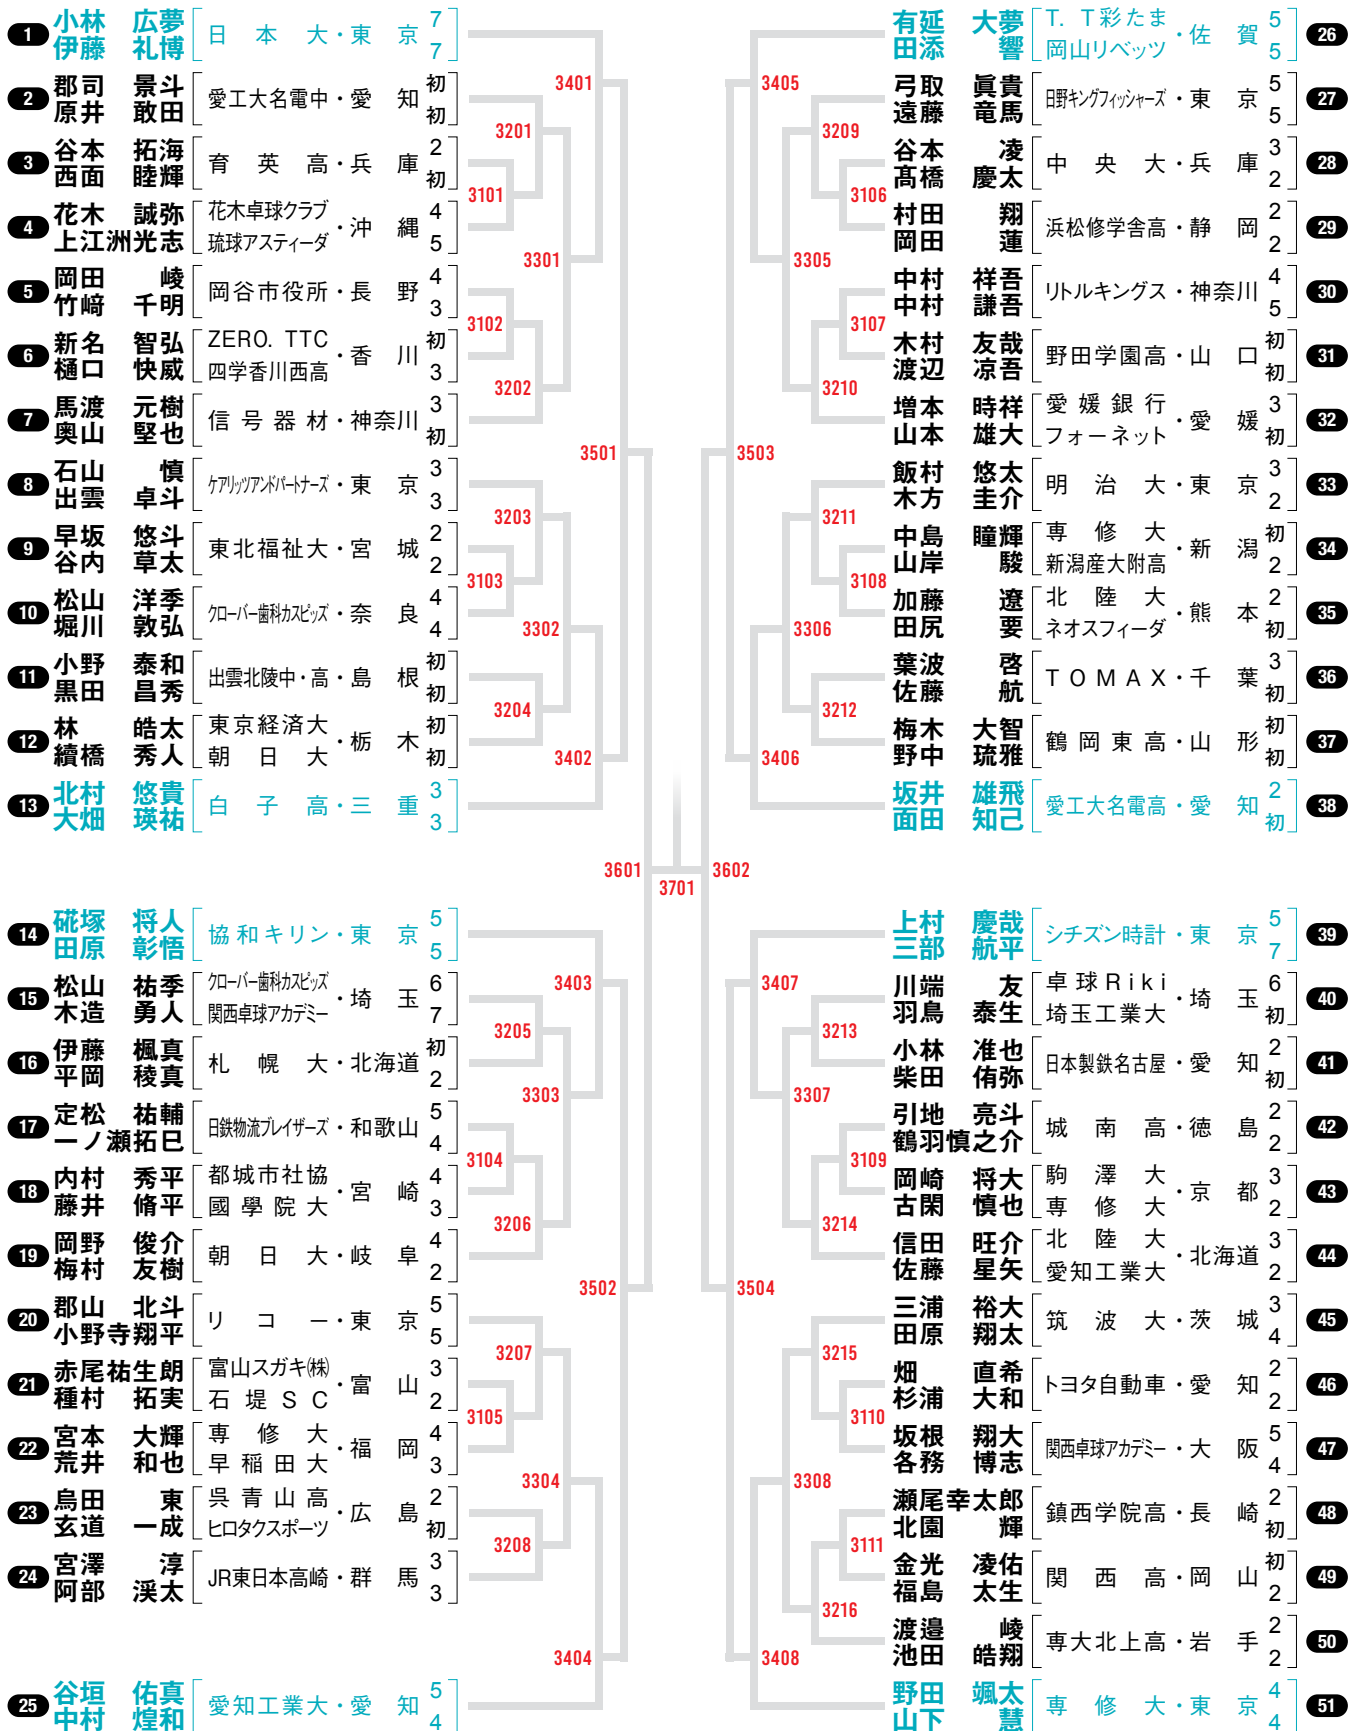 1 小林 広夢 日本大・東京 7
伊藤 礼博 7
2 郡司 景斗 愛工大名電中・愛知 初
原井 敢田 初
3 谷本 拓海 育英高・兵庫 2
西面 睦輝 初
4 花木 誠弥 花木卓球クラブ ・沖縄 4
上江洲光志 琉球アスティーダ 5
5 岡田 崚 岡谷市役所・長野 4
竹﨑 千明 3
6 新名 智弘 ZERO. TTC ・香川 初
樋口 快威 四学香川西高 3
7 馬渡 元樹 信号器材・神奈川 3
奥山 堅也 初
8 石山 慎 ケアリッツアンドパートナーズ・東京 3
出雲 卓斗 3
9 早坂 悠斗 東北福祉大・宮城 2
谷内 草太 2
10 松山 洋季 クローバー歯科カスピッズ・奈良 4
堀川 敦弘 4
11 小野 泰和 出雲北陵中・高・島根 初
黒田 昌秀 初
12 林 皓太 東京経済大 ・栃木 初
續橋 秀人 朝日大 初
13 北村 悠貴 白子高・三重 3
大畑 瑛祐 3
14 硴塚 将人 協和キリン・東京 5
田原 彰悟 5
15 松山 祐季 クローバー歯科カスピッズ ・埼玉 6
木造 勇人 関西卓球アカデミー 7
16 伊藤 楓真 札幌大・北海道 初
平岡 稜真 2
17 定松 祐輔 日鉄物流ブレイザーズ・和歌山 5
一ノ瀬拓巳 4
18 内村 秀平 都城市社協 ・宮崎 4
藤井 脩平 國學院大 3
19 岡野 俊介 朝日大・岐阜 4
梅村 友樹 2
20 郡山 北斗 リコー・東京 5
小野寺翔平 5
21 赤尾祐生朗 富山スガキ㈱ ・富山 3
種村 拓実 石堤SC 2
22 宮本 大輝 専修大 ・福岡 4
荒井 和也 早稲田大 3
23 烏田 東 呉青山高 ・広島 2
玄道 一成 ヒロタクスポーツ 初
24 宮澤 淳 JR東日本高崎・群馬 3
阿部 渓太 3
25 谷垣 佑真 愛知工業大・愛知 5
中村 煌和 4
3401
3201
3101
3301
3102
3202
3501
3203
3103
3302
3204
3402
3601
3701
3602
3403
3205
3303
3104
3206
3502
3207
3105
3304
3208
3404
3405
3209
3106
3305
3107
3210
3503
3211
3108
3306
3212
3406
3407
3213
3307
3109
3214
3504
3215
3110
3308
3111
3216
3408
有延 大夢 T. T彩たま ・佐賀 5 26
田添 響 岡山リベッツ 5
弓取 眞貴 日野キングフィッシャーズ・東京 5 27
遠藤 竜馬 5
谷本 凌 中央大・兵庫 3 28
髙橋 慶太 2
村田 翔 浜松修学舎高・静岡 2 29
岡田 蓮 2
中村 祥吾 リトルキングス・神奈川 4 30
中村 謙吾 5
木村 友哉 野田学園高・山口 初 31
渡辺 凉吾 初
増本 時祥 愛媛銀行 ・愛媛 3 32
山本 雄大 フォーネット 初
飯村 悠太 明治大・東京 3 33
木方 圭介 2
中島 瞳輝 専修大 ・新潟 初 34
山岸 駿 新潟産大附高 2
加藤 遼 北陸大 ・熊本 2 35
田尻 要 ネオスフィーダ 初
葉波 啓 TOMAX・千葉 3 36
佐藤 航 初
梅木 大智 鶴岡東高・山形 初 37
野中 琉雅 初
坂井 雄飛 愛工大名電高・愛知 2 38
面田 知己 初
上村 慶哉 シチズン時計・東京 5 39
三部 航平 7
川端 友 卓球Riki ・埼玉 6 40
羽鳥 泰生 埼玉工業大 初
小林 准也 日本製鉄名古屋・愛知 2 41
柴田 侑弥 初
引地 亮斗 城南高・徳島 2 42
鶴羽慎之介 2
岡崎 将大 駒澤大 ・京都 3 43
古閑 慎也 専修大 2
信田 旺介 北陸大 ・北海道 3 44
佐藤 星矢 愛知工業大 2
三浦 裕大 筑波大・茨城 3 45
田原 翔太 4
畑 直希 トヨタ自動車・愛知 2 46
杉浦 大和 2
坂根 翔大 関西卓球アカデミー・大阪 5 47
各務 博志 4
瀬尾幸太郎 鎮西学院高・長崎 2 48
北園 輝 初
金光 凌佑 関西高・岡山 初 49
福島 太生 2
渡邉 崚 専大北上高・岩手 2 50
池田 皓翔 2
野田 颯太 専修大・東京 4 51
山下 慧 4